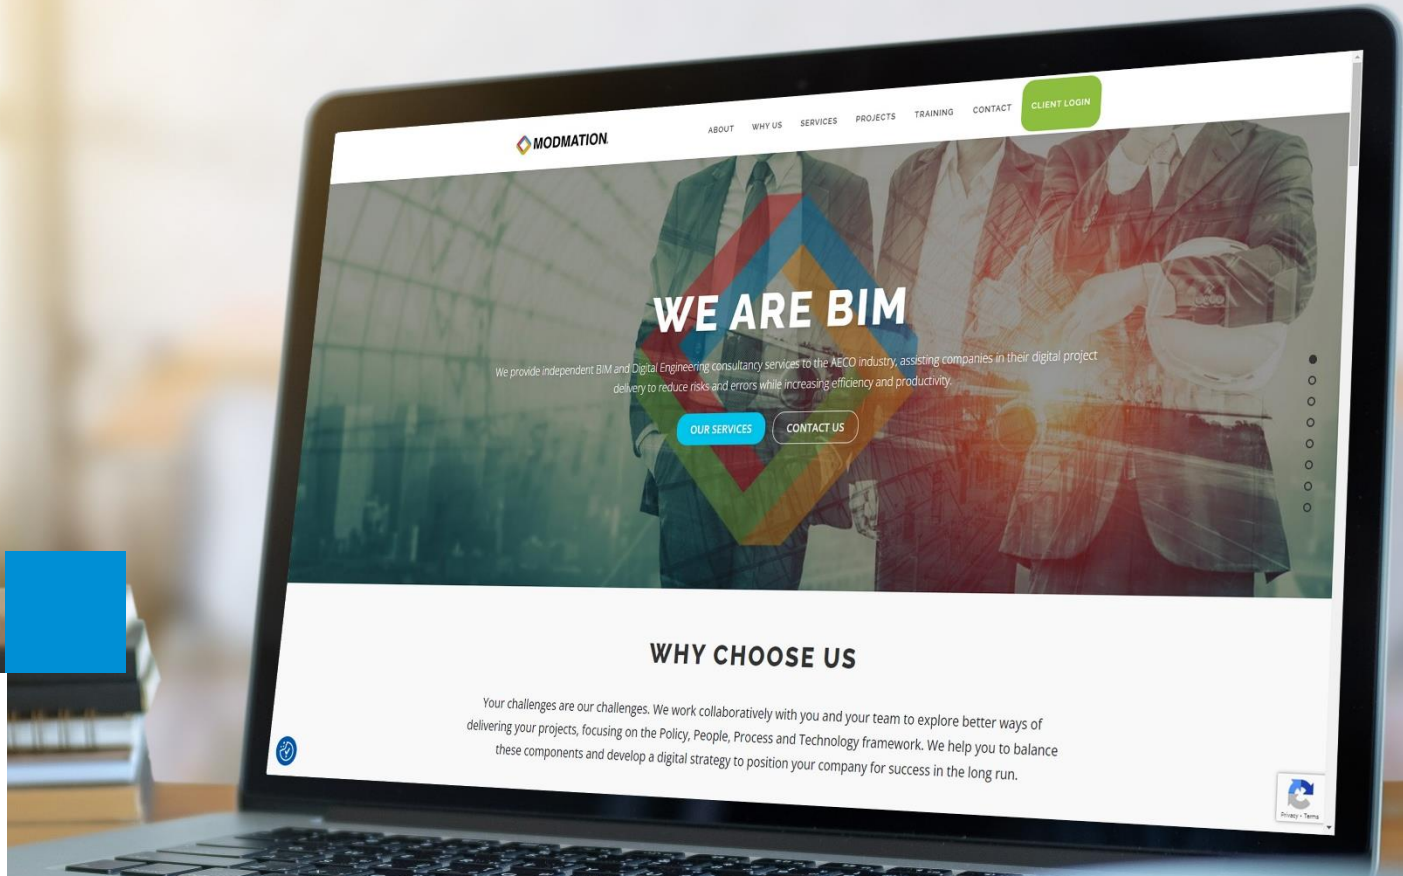 MODMATION
ABOUT
WHY US
SERVICES
PROJECTS
TRAINING
CONTACT
CLIENT LOGIN
WE ARE BIM
We provide independent BIM and Digital Engineering consultancy services to the AECO industry, assisting companies in their digital project
delivery to reduce risks and errors while increasing efficiency and productivity.
OUR SERVICES
CONTACT US
WHY CHOOSE US
Your challenges are our challenges. We work collaboratively with you and your team to explore better ways of
delivering your projects, focusing on the Policy, People, Process and Technology framework. We help you to balance
these components and develop a digital strategy to position your company for success in the long run.
Privacy - Terms